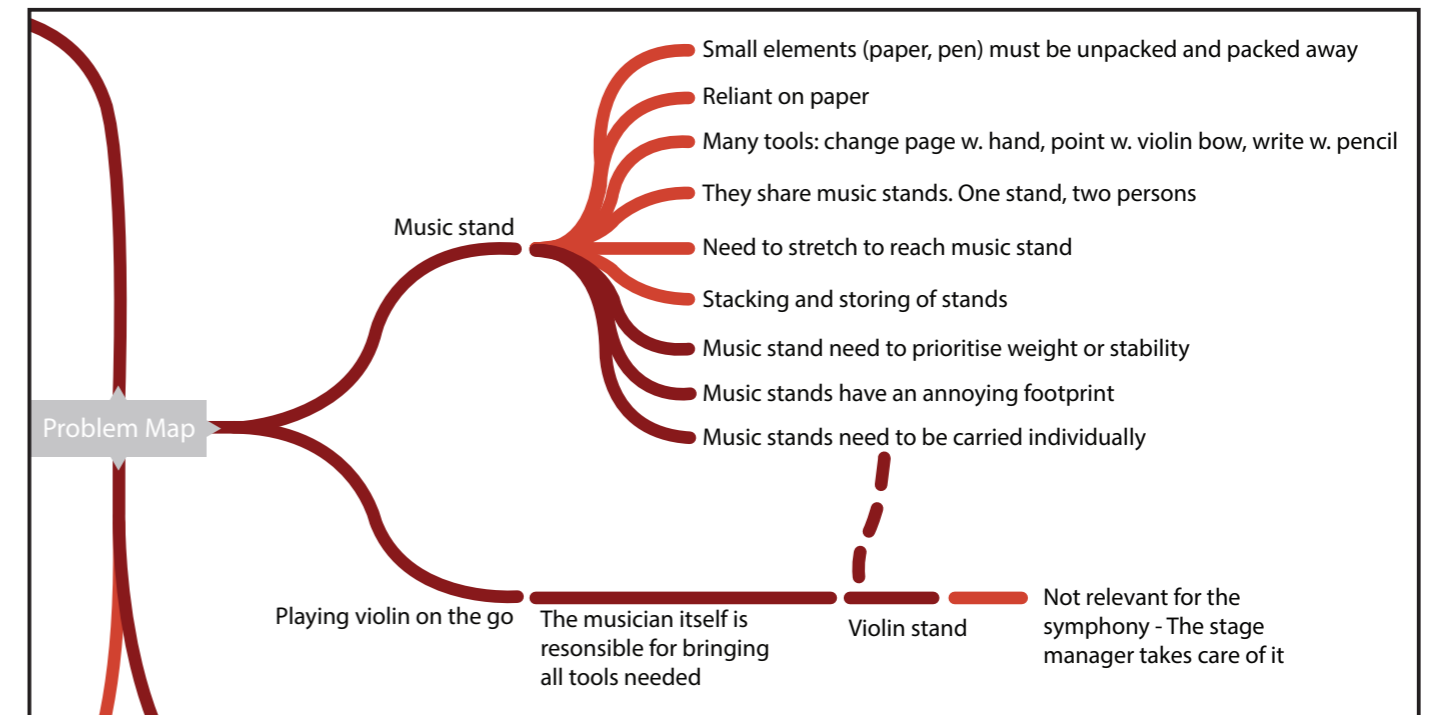 Small elements (paper, pen) must be unpacked and packed away
Reliant on paper
Many tools: change page w. hand, point w. violin bow, write w. pencil
They share music stands. One stand, two persons
Music stand
Need to stretch to reach music stand
Stacking and storing of stands
Music stand need to prioritise weight or stability
Music stands have an annoying footprint
Problem Map
Music stands need to be carried individually
Playing violin on the go
The musician itself is
resonsible for bringing
all tools needed
Violin stand
Not relevant for the
symphony - The stage
manager takes care of it